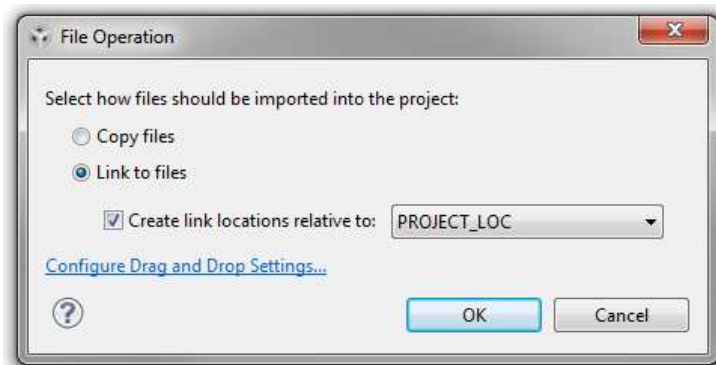 File Operation
Select how files should be imported into the project:
Copy files
Link to files
Create link locations relative to: PROJECT_LOC
Configure Drag and Drop Settings...
? OK Cancel